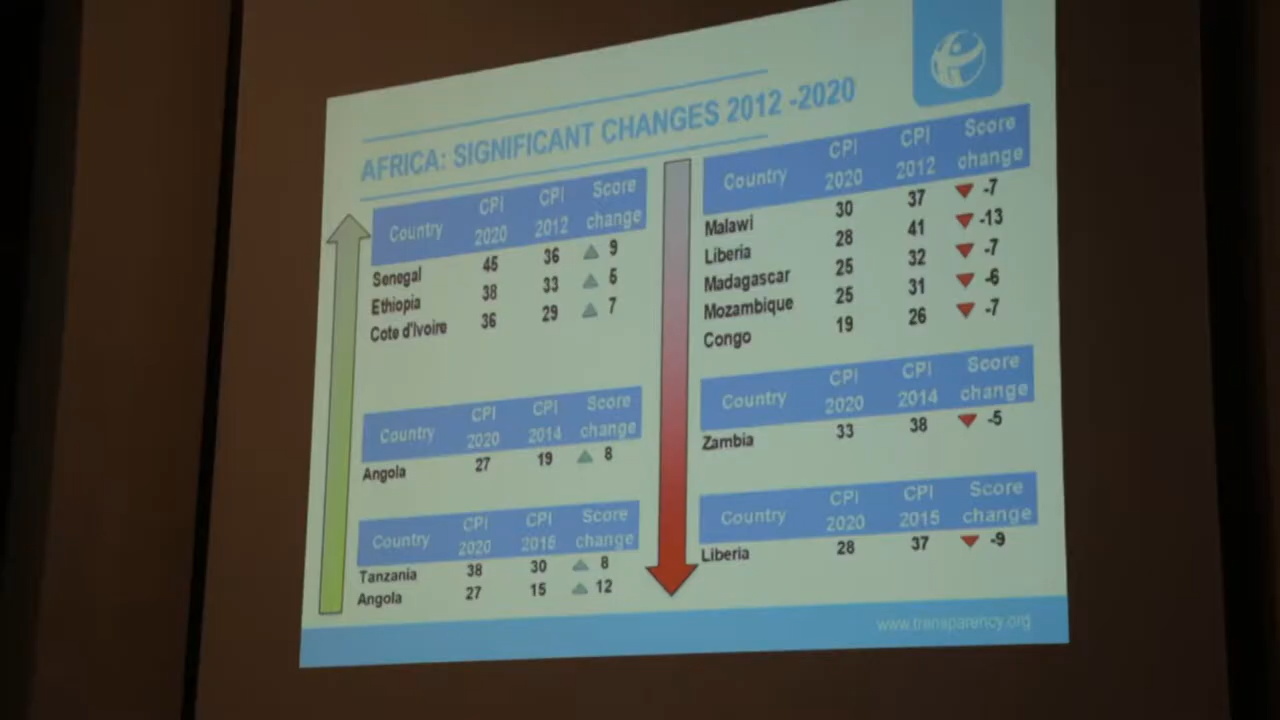 AFRICA: SIGNIFICANT CHANGES 2012 -2020
Country CPI 2020 CPI 2012 Score change
Senegal 45 36 9
Ethiopia 38 33 5
Cote d'Ivoire 36 29 7
Country CPI 2020 CPI 2014 Score change
Angola 27 19 8
Country CPI 2020 CPI 2015 Score change
Tanzania 38 30 8
Angola 27 15 12
Country CPI 2020 CPI 2012 Score change
Malawi 30 37 -7
Liberia 28 41 -13
Madagascar 25 32 -7
Mozambique 25 31 -6
Congo 19 26 -7
Country CPI 2020 CPI 2014 Score change
Zambia 33 38 -5
Country CPI 2020 CPI 2015 Score change
Liberia 28 37 -9
www.transparency.org